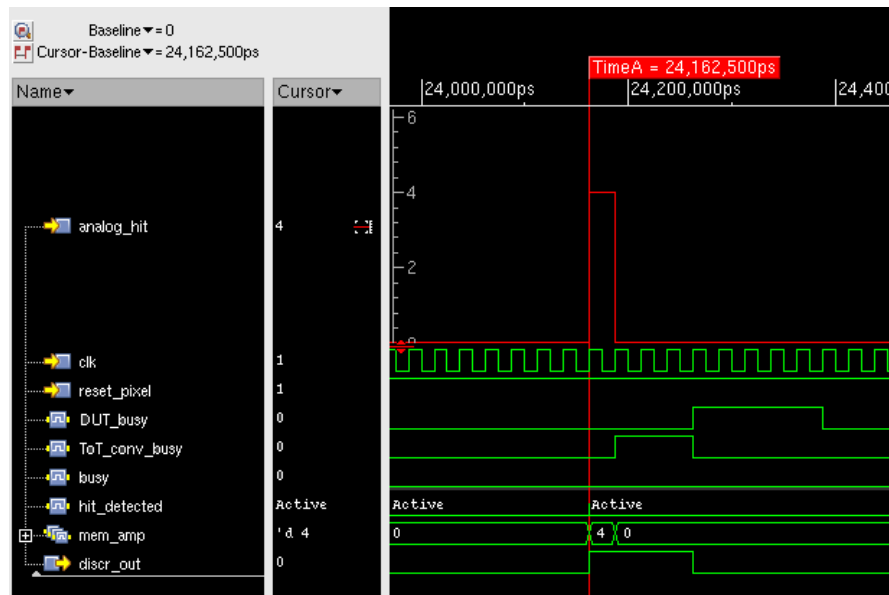 Baseline▼= 0
Cursor-Baseline▼= 24,162,500ps
TimeA = 24,162,500ps
Name▼ Cursor▼ 24,000,000ps 24,200,000ps 24,400
6
4
analog_hit 4
2
0
clk 1
reset_pixel 1
DUT_busy 0
ToT_conv_busy 0
busy 0
hit_detected Active Active Active
mem_amp 'd 4 0 4 0
discr_out 0